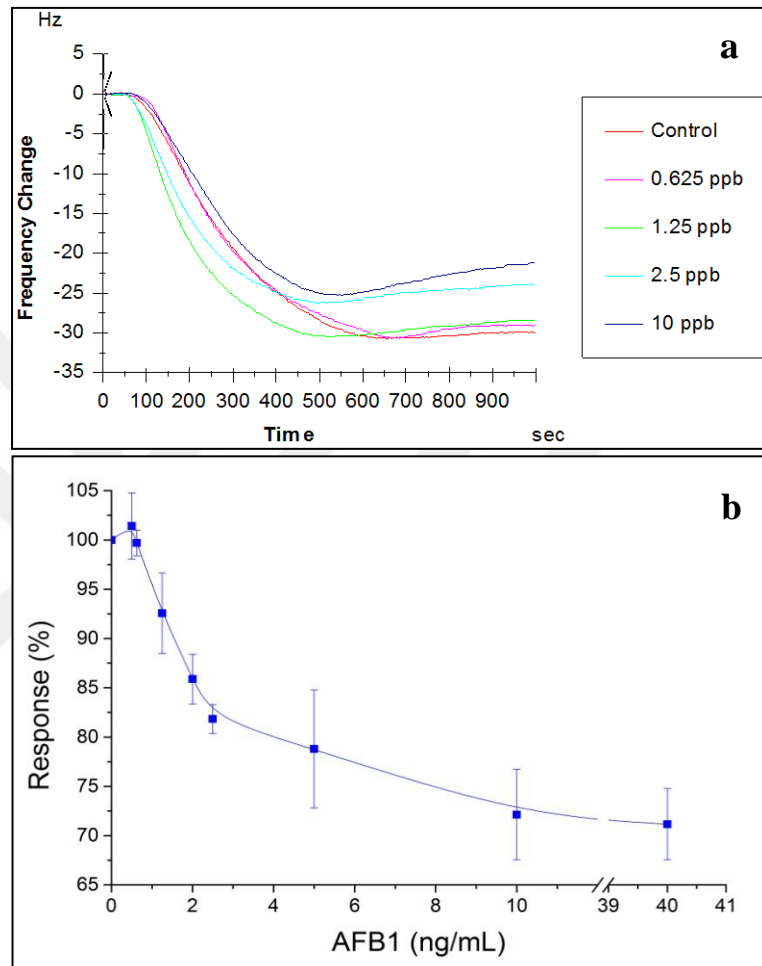 Hz
a
5
0
-5
-10
-15
-20
-25
-30
-35
Frequency Change
0 100 200 300 400 500 600 700 800 900
Time sec
Control
0.625 ppb
1.25 ppb
2.5 ppb
10 ppb
b
105
100
95
90
85
80
75
70
65
Response (%)
0 2 4 6 8 10 39 40 41
AFB1 (ng/mL)